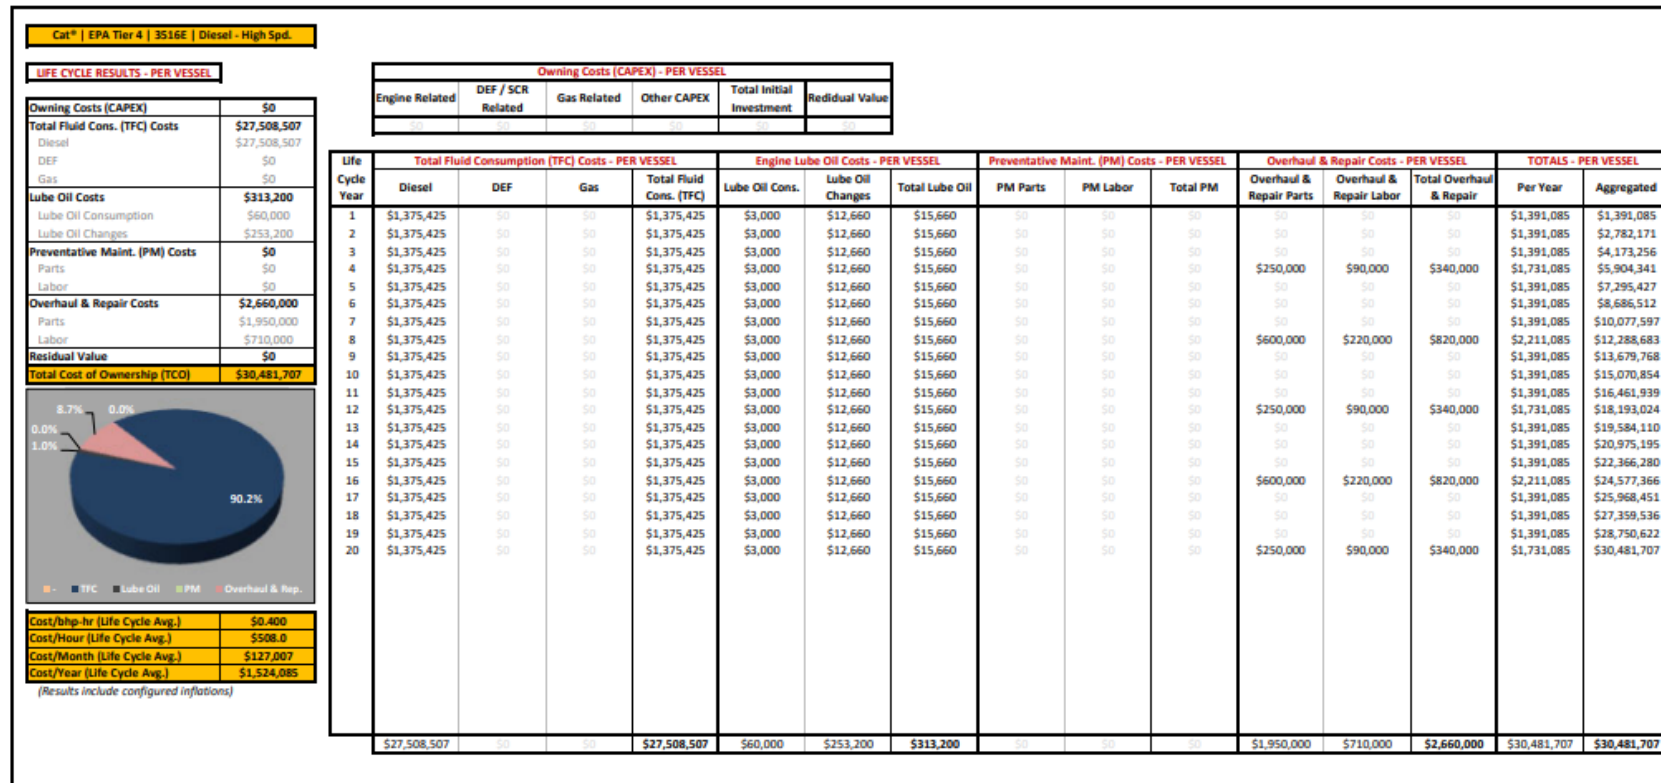 Cat® | EPA Tier 4 | 3516E | Diesel - High Spd.
LIFE CYCLE RESULTS - PER VESSEL
Owning Costs (CAPEX) $0
Total Fluid Cons. (TFC) Costs $27,508,507
Diesel $27,508,507
DEF $0
Gas $0
Lube Oil Costs $313,200
Lube Oil Consumption $60,000
Lube Oil Changes $253,200
Preventative Maint. (PM) Costs $0
Parts $0
Labor $0
Overhaul & Repair Costs $2,660,000
Parts $1,950,000
Labor $710,000
Residual Value $0
Total Cost of Ownership (TCO) $30,481,707
8.7% 0.0%
0.0%
1.0%
90.2%
- TFC Lube Oil PM Overhaul & Rep.
Cost/bhp-hr (Life Cycle Avg.) $0.400
Cost/Hour (Life Cycle Avg.) $508.0
Cost/Month (Life Cycle Avg.) $127,007
Cost/Year (Life Cycle Avg.) $1,524,085
(Results include configured inflations)
Owning Costs (CAPEX) - PER VESSEL
Engine Related DEF / SCR Related Gas Related Other CAPEX Total Initial Investment Redidual Value
$0 $0 $0 $0 $0 $0
Life Cycle Year Total Fluid Consumption (TFC) Costs - PER VESSEL Engine Lube Oil Costs - PER VESSEL Preventative Maint. (PM) Costs - PER VESSEL Overhaul & Repair Costs - PER VESSEL TOTALS - PER VESSEL
Diesel DEF Gas Total Fluid Cons. (TFC) Lube Oil Cons. Lube Oil Changes Total Lube Oil PM Parts PM Labor Total PM Overhaul & Repair Parts Overhaul & Repair Labor Total Overhaul & Repair Per Year Aggregated
1 $1,375,425 $0 $0 $1,375,425 $3,000 $12,660 $15,660 $0 $0 $0 $0 $0 $0 $1,391,085 $1,391,085
2 $1,375,425 $0 $0 $1,375,425 $3,000 $12,660 $15,660 $0 $0 $0 $0 $0 $0 $1,391,085 $2,782,171
3 $1,375,425 $0 $0 $1,375,425 $3,000 $12,660 $15,660 $0 $0 $0 $0 $0 $0 $1,391,085 $4,173,256
4 $1,375,425 $0 $0 $1,375,425 $3,000 $12,660 $15,660 $0 $0 $0 $250,000 $90,000 $340,000 $1,731,085 $5,904,341
5 $1,375,425 $0 $0 $1,375,425 $3,000 $12,660 $15,660 $0 $0 $0 $0 $0 $0 $1,391,085 $7,295,427
6 $1,375,425 $0 $0 $1,375,425 $3,000 $12,660 $15,660 $0 $0 $0 $0 $0 $0 $1,391,085 $8,686,512
7 $1,375,425 $0 $0 $1,375,425 $3,000 $12,660 $15,660 $0 $0 $0 $0 $0 $0 $1,391,085 $10,077,597
8 $1,375,425 $0 $0 $1,375,425 $3,000 $12,660 $15,660 $0 $0 $0 $600,000 $220,000 $820,000 $2,211,085 $12,288,683
9 $1,375,425 $0 $0 $1,375,425 $3,000 $12,660 $15,660 $0 $0 $0 $0 $0 $0 $1,391,085 $13,679,768
10 $1,375,425 $0 $0 $1,375,425 $3,000 $12,660 $15,660 $0 $0 $0 $0 $0 $0 $1,391,085 $15,070,854
11 $1,375,425 $0 $0 $1,375,425 $3,000 $12,660 $15,660 $0 $0 $0 $0 $0 $0 $1,391,085 $16,461,939
12 $1,375,425 $0 $0 $1,375,425 $3,000 $12,660 $15,660 $0 $0 $0 $250,000 $90,000 $340,000 $1,731,085 $18,193,024
13 $1,375,425 $0 $0 $1,375,425 $3,000 $12,660 $15,660 $0 $0 $0 $0 $0 $0 $1,391,085 $19,584,110
14 $1,375,425 $0 $0 $1,375,425 $3,000 $12,660 $15,660 $0 $0 $0 $0 $0 $0 $1,391,085 $20,975,195
15 $1,375,425 $0 $0 $1,375,425 $3,000 $12,660 $15,660 $0 $0 $0 $0 $0 $0 $1,391,085 $22,366,280
16 $1,375,425 $0 $0 $1,375,425 $3,000 $12,660 $15,660 $0 $0 $0 $600,000 $220,000 $820,000 $2,211,085 $24,577,366
17 $1,375,425 $0 $0 $1,375,425 $3,000 $12,660 $15,660 $0 $0 $0 $0 $0 $0 $1,391,085 $25,968,451
18 $1,375,425 $0 $0 $1,375,425 $3,000 $12,660 $15,660 $0 $0 $0 $0 $0 $0 $1,391,085 $27,359,536
19 $1,375,425 $0 $0 $1,375,425 $3,000 $12,660 $15,660 $0 $0 $0 $0 $0 $0 $1,391,085 $28,750,622
20 $1,375,425 $0 $0 $1,375,425 $3,000 $12,660 $15,660 $0 $0 $0 $250,000 $90,000 $340,000 $1,731,085 $30,481,707
$27,508,507 $0 $0 $27,508,507 $60,000 $253,200 $313,200 $0 $0 $0 $1,950,000 $710,000 $2,660,000 $30,481,707 $30,481,707